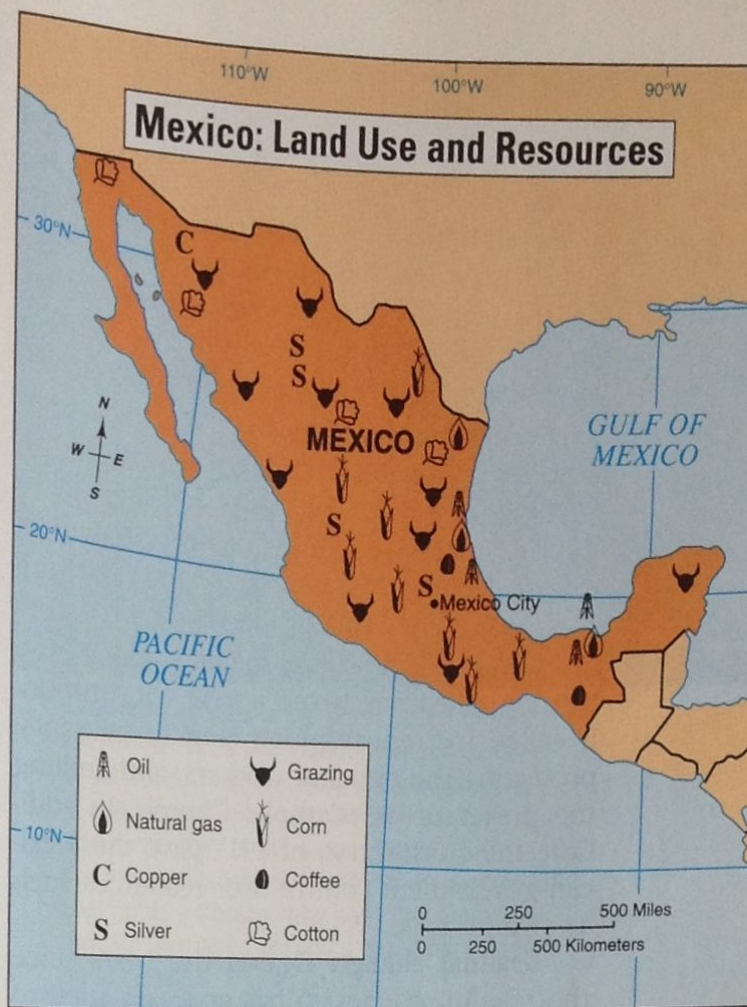 110°W
100°W
90°W
Mexico: Land Use and Resources
30°N
C
S
S
N
W E
S
MEXICO
GULF OF
MEXICO
20°N
S
S
Mexico City
PACIFIC
OCEAN
Oil
Grazing
Natural gas
Corn
10°N
C Copper
Coffee
S Silver
Cotton
0 250 500 Miles
0 250 500 Kilometers